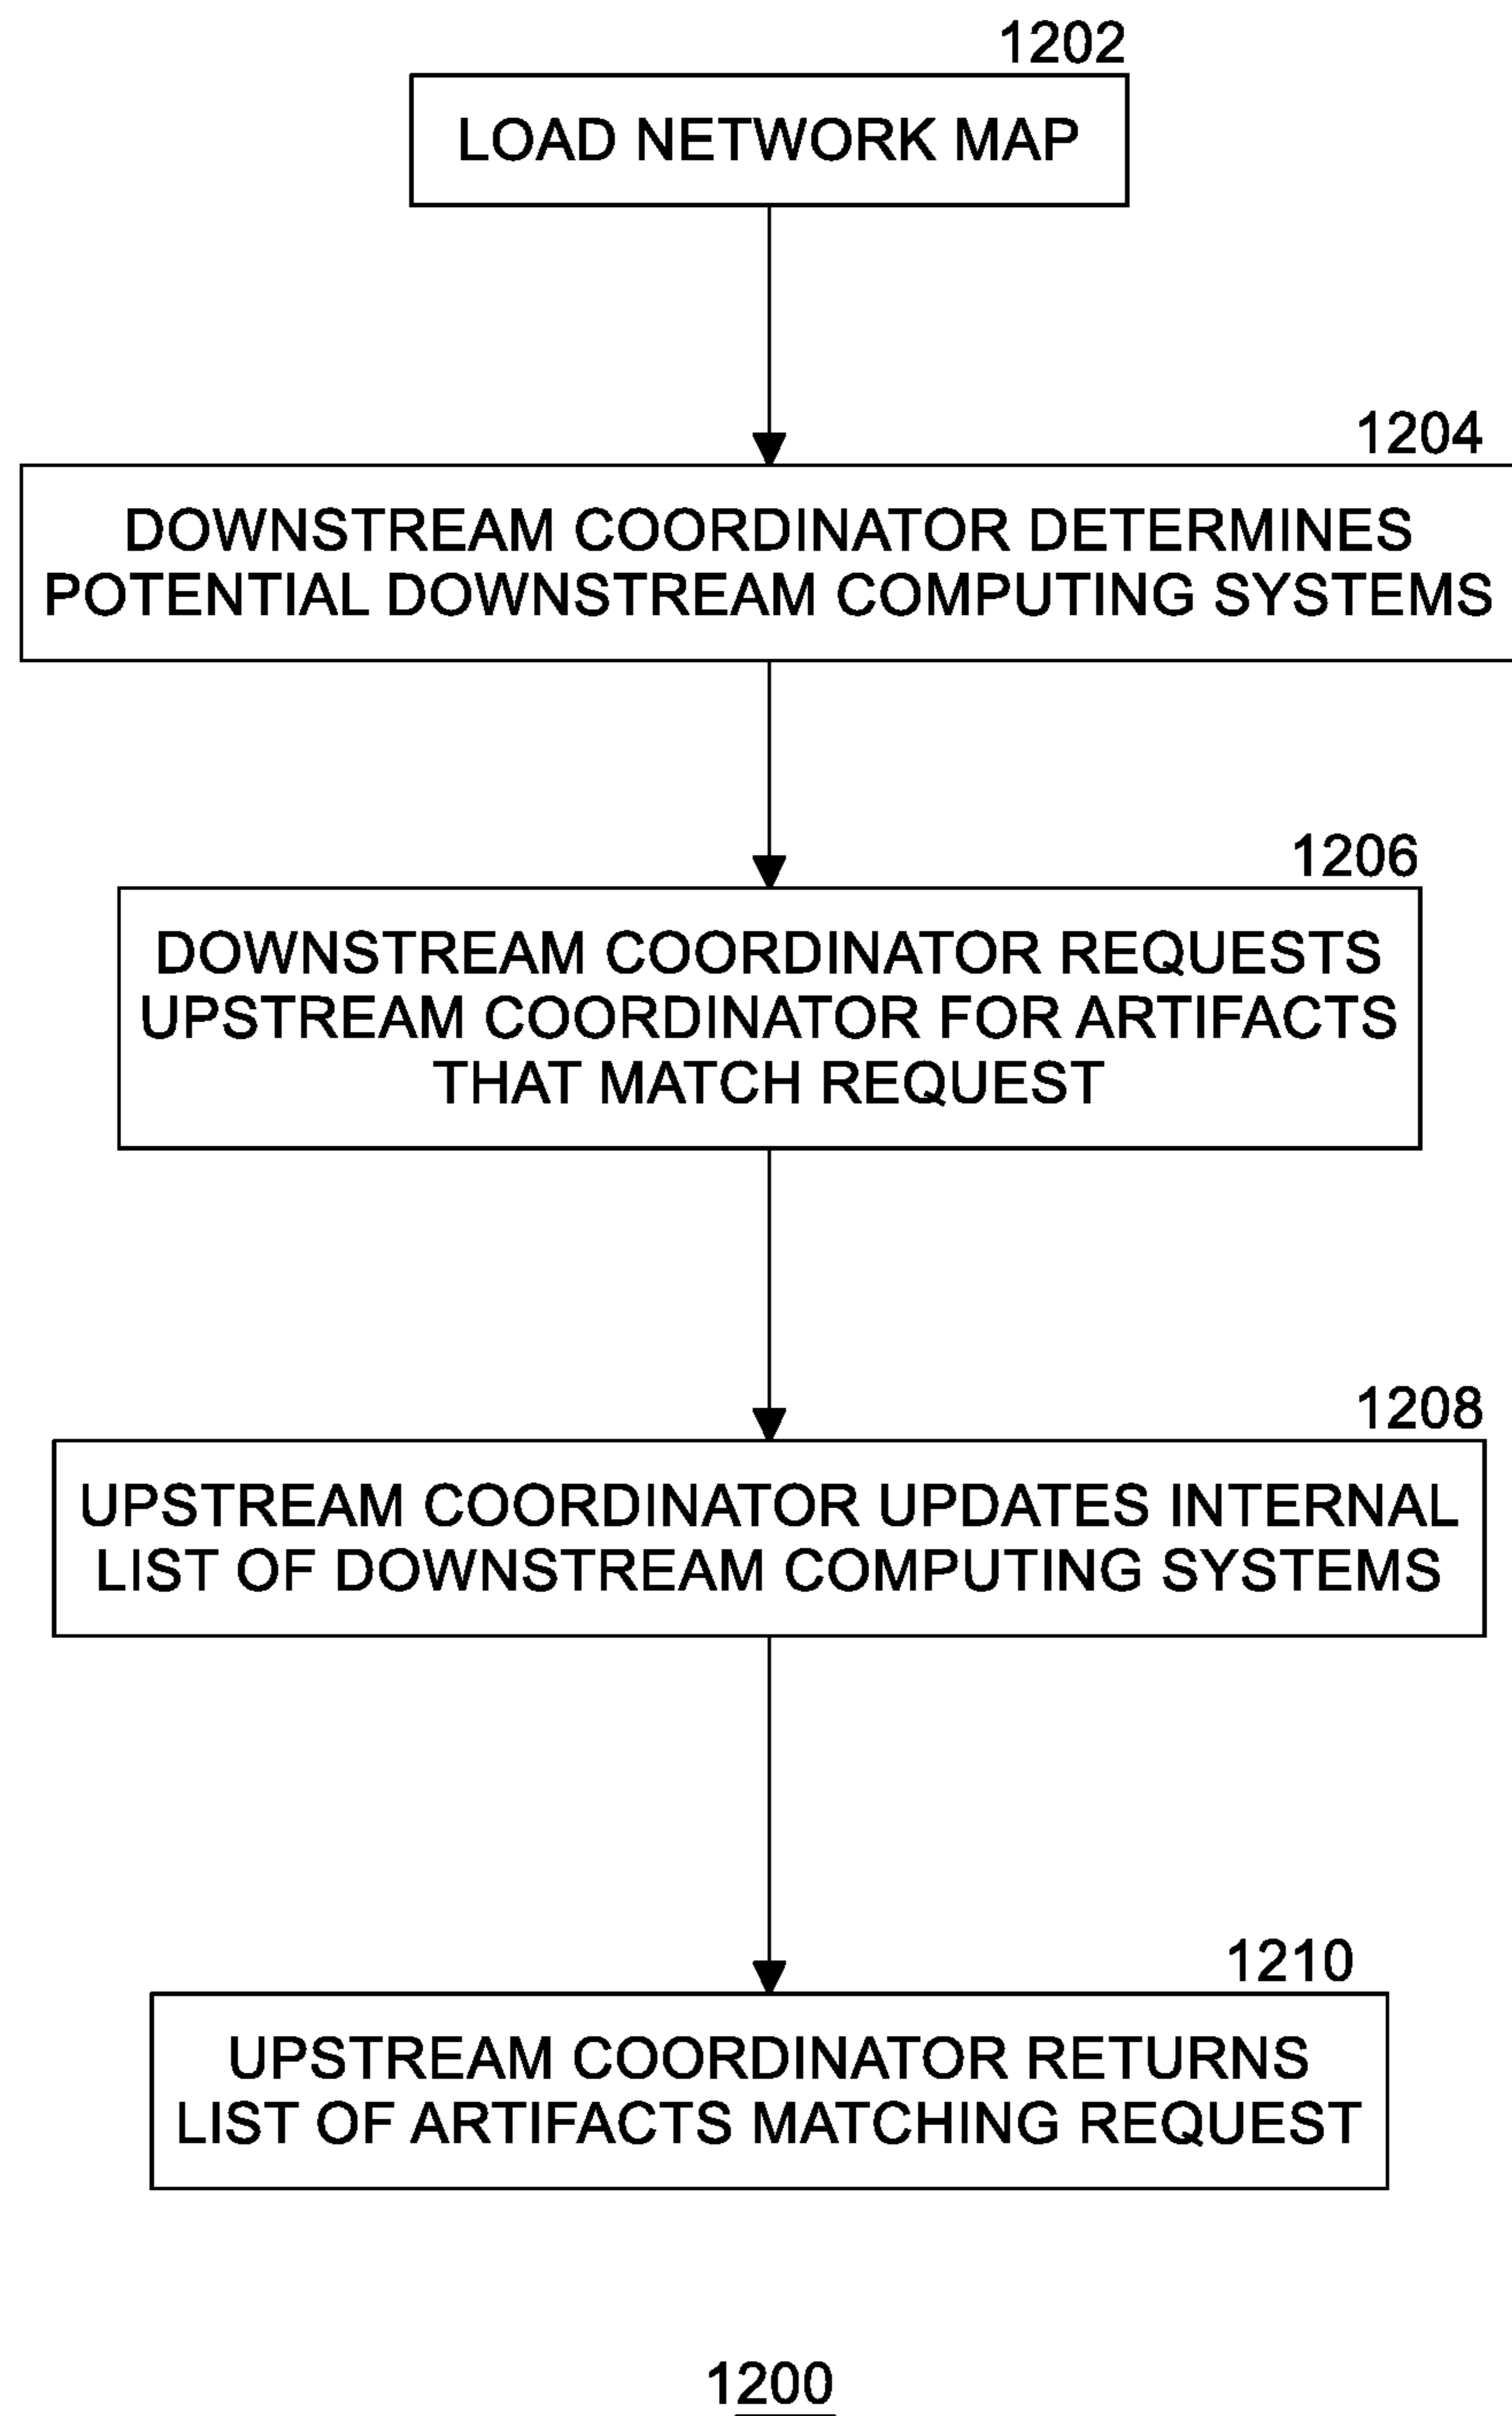 1202
LOAD NETWORK MAP
1204
DOWNSTREAM COORDINATOR DETERMINES
POTENTIAL DOWNSTREAM COMPUTING SYSTEMS
1206
DOWNSTREAM COORDINATOR REQUESTS
UPSTREAM COORDINATOR FOR ARTIFACTS
THAT MATCH REQUEST
1208
UPSTREAM COORDINATOR UPDATES INTERNAL
LIST OF DOWNSTREAM COMPUTING SYSTEMS
1210
UPSTREAM COORDINATOR RETURNS
LIST OF ARTIFACTS MATCHING REQUEST
1200